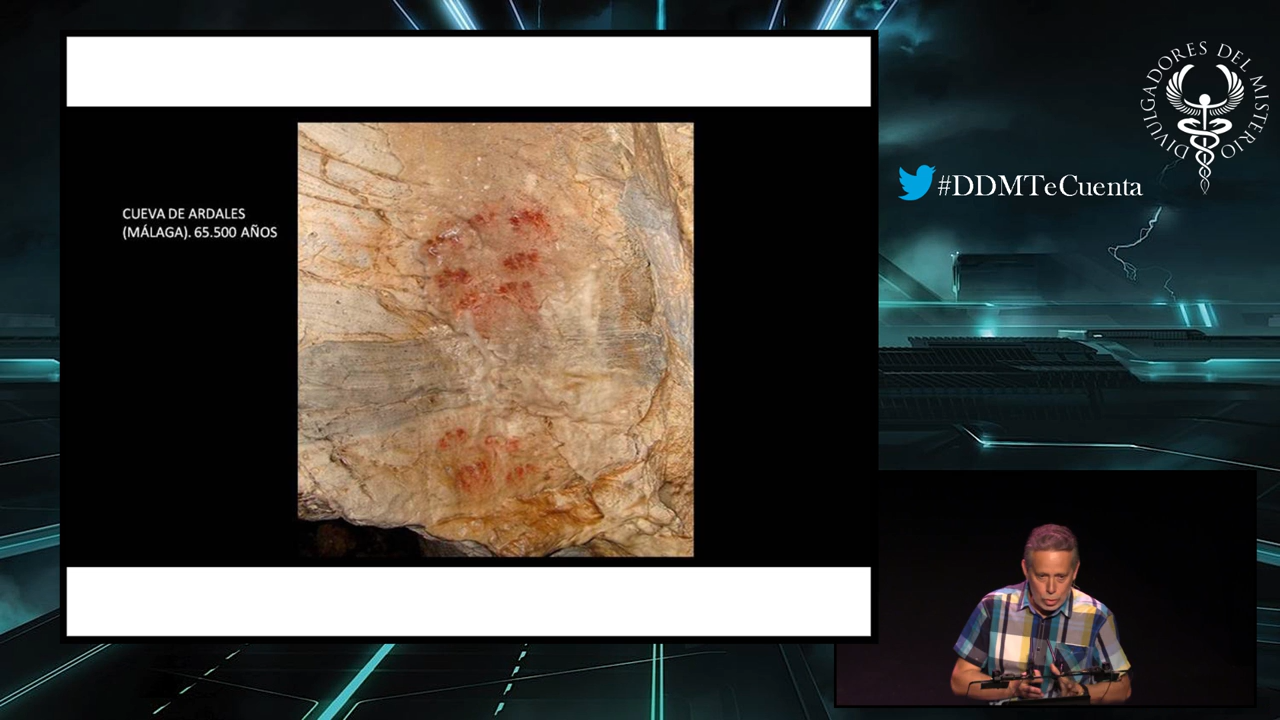 CUEVA DE ARDALES
(MÁLAGA). 65.500 AÑOS
#DDMTeCuenta
DIVULGADORES DEL MISTERIO